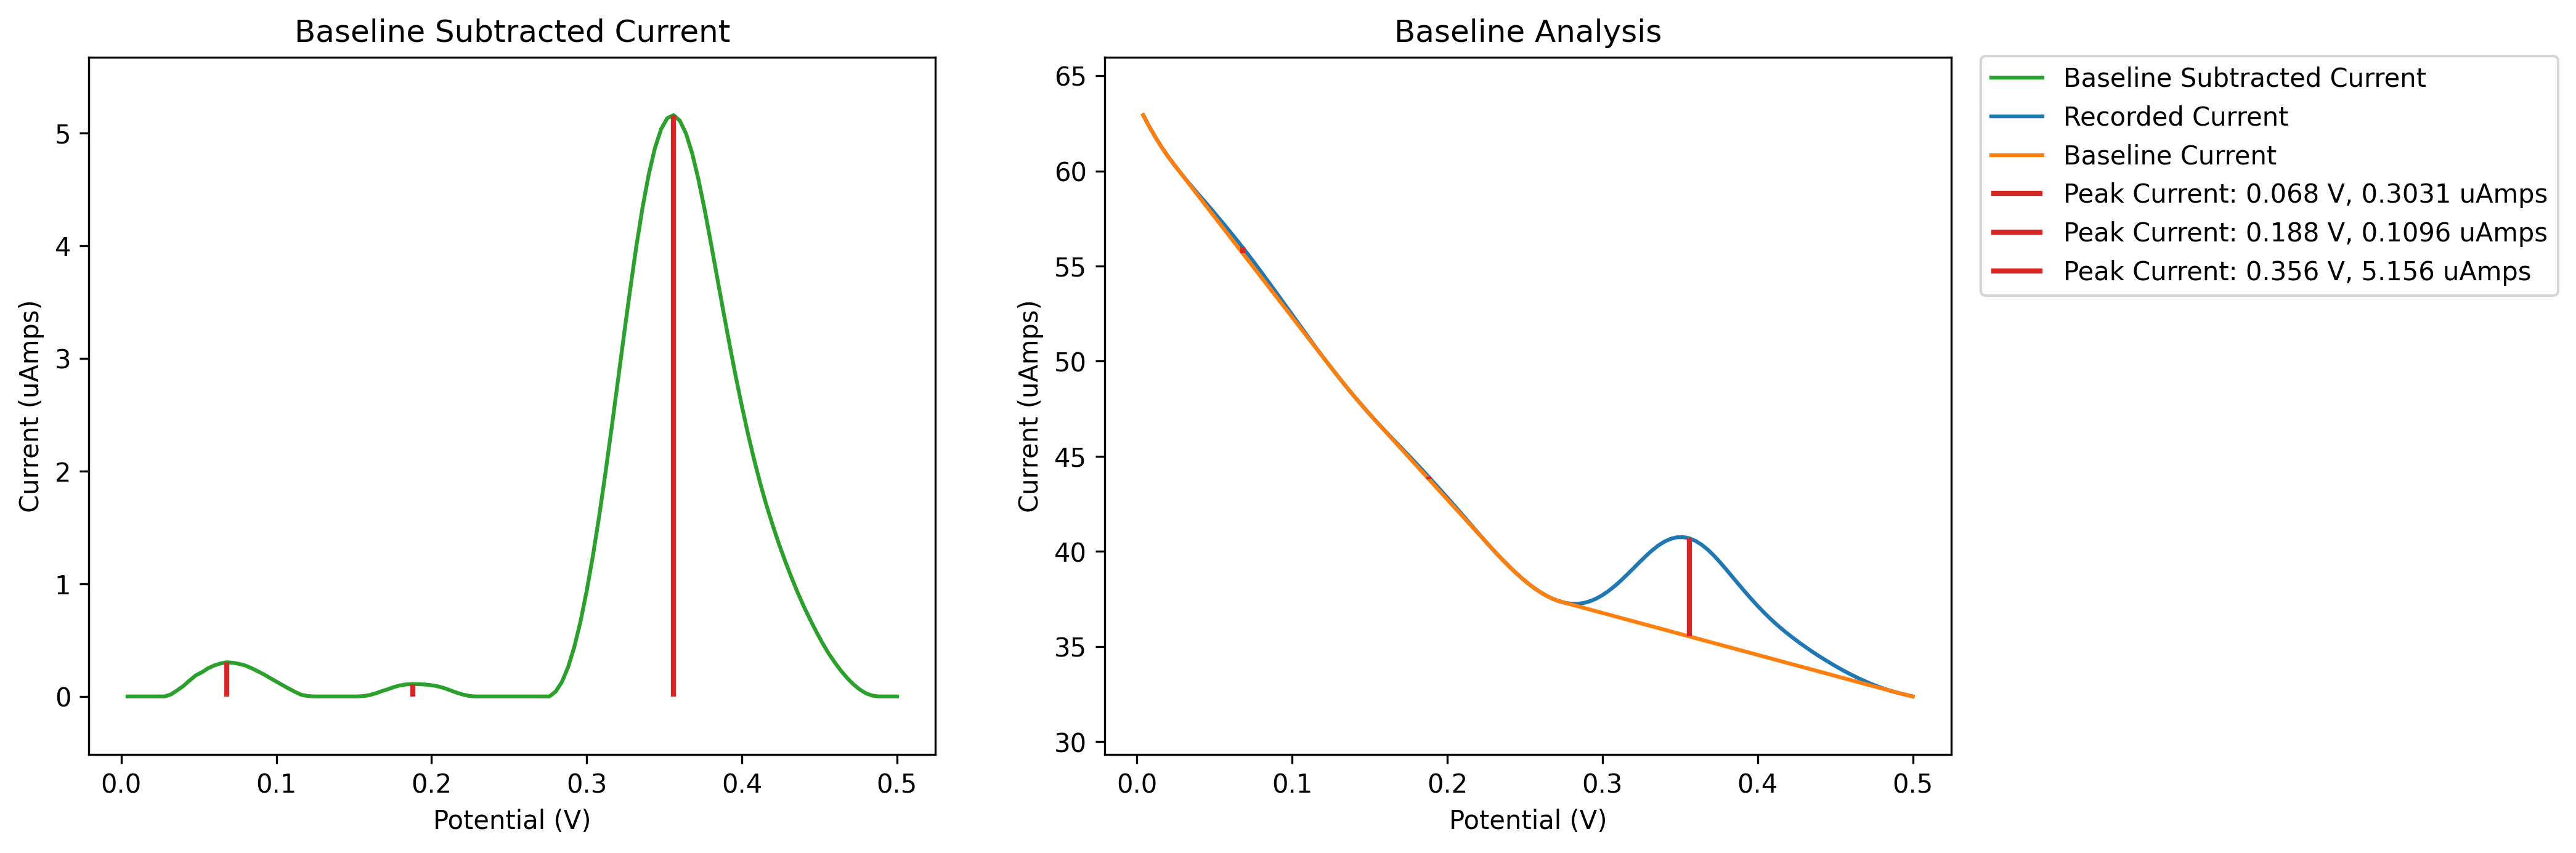 Baseline Subtracted Current
Current (uAmps)
5
4
3
2
1
0
0.0 0.1 0.2 0.3 0.4 0.5
Potential (V)
Baseline Analysis
Current (uAmps)
65
60
55
50
45
40
35
30
0.0 0.1 0.2 0.3 0.4 0.5
Potential (V)
Baseline Subtracted Current
Recorded Current
Baseline Current
Peak Current: 0.068 V, 0.3031 uAmps
Peak Current: 0.188 V, 0.1096 uAmps
Peak Current: 0.356 V, 5.156 uAmps